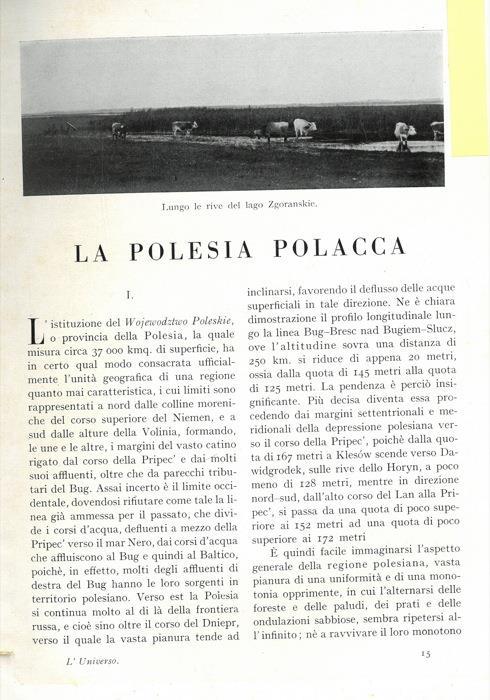 Lungo le rive del lago Zgoranskie.
LA POLESIA POLACCA
I.
L'istituzione del Wojewodztwo Poleskie,
o provincia della Polesia, la quale
misura circa 37 000 kmq. di superficie, ha
in certo qual modo consacrata ufficial-
mente l'unità geografica di una regione
quanto mai caratteristica, i cui limiti sono
rappresentati a nord dalle colline moreni-
che del corso superiore del Niemen, e a
sud dalle alture della Volinia, formando,
le une e le altre, i margini del vasto catino
rigato dal corso della Pripec' e dai molti
suoi affluenti, oltre che da parecchi tribu-
tari del Bug. Assai incerto è il limite occi-
dentale, dovendosi rifiutare come tale la li-
nea già ammessa per il passato, che divi-
de i corsi d'acqua, defluenti a mezzo della
Pripec' verso il mar Nero, dai corsi d'acqua
che affluiscono al Bug e quindi al Baltico,
poichè, in effetto, molti degli affluenti di
destra del Bug hanno le loro sorgenti in
territorio polesiano. Verso est la Polesia
si continua molto al di là della frontiera
russa, e cioè sino oltre il corso del Dniepr,
verso il quale la vasta pianura tende ad
inclinarsi, favorendo il deflusso delle acque
superficiali in tale direzione. Ne è chiara
dimostrazione il profilo longitudinale lun-
go la linea Bug-Bresc nad Bugiem-Slucz,
ove l'altitudine sovra una distanza di
250 km. si riduce di appena 20 metri,
ossia dalla quota di 145 metri alla quota
di 125 metri. La pendenza è perciò insi-
gnificante. Più decisa diventa essa pro-
cedendo dai margini settentrionali e me-
ridionali della depressione polesiana ver-
so il corso della Pripec', poichè dalla quo-
ta di 167 metri a Klesów scende verso Da-
widgrodek, sulle rive dello Horyn, a poco
meno di 128 metri, mentre in direzione
nord-sud, dall'alto corso del Lan alla Pri-
pec', si passa da una quota di poco supe-
riore ai 152 metri ad una quota di poco
superiore ai 172 metri
È quindi facile immaginarsi l'aspetto
generale della regione polesiana, vasta
pianura di una uniformità e di una mono-
tonia opprimente, in cui l'alternarsi delle
foreste e delle paludi, dei prati e delle
ondulazioni sabbiose, sembra ripetersi al-
l'infinito; nè a ravvivare il loro monotono
L' Universo.
15